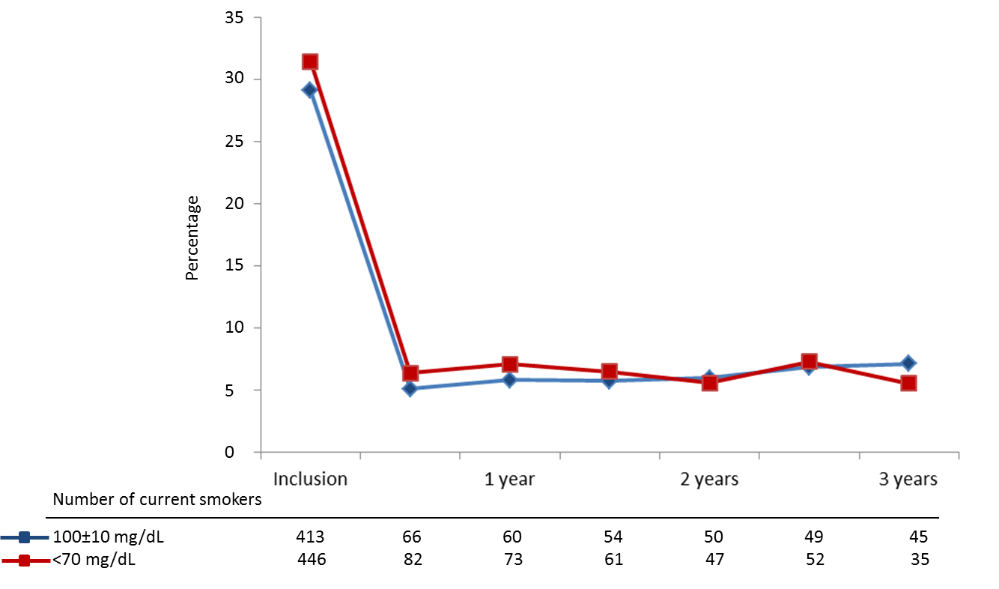 35
30
25
20
15
10
5
0
Percentage
Inclusion 1 year 2 years 3 years
Number of current smokers
100±10 mg/dL 413 66 60 54 50 49 45
<70 mg/dL 446 82 73 61 47 52 35